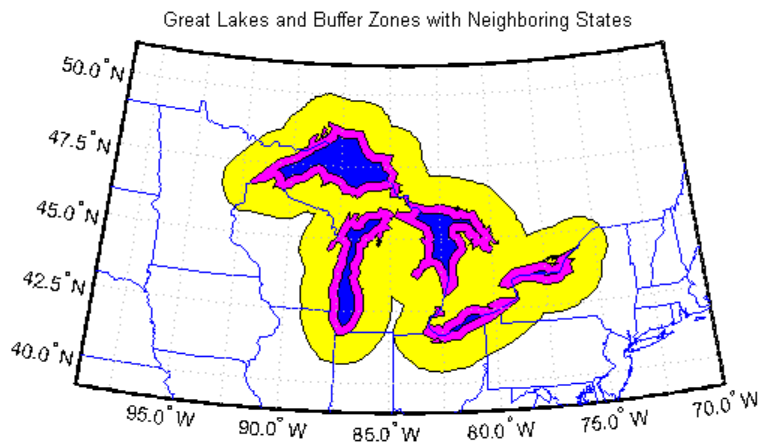 Great Lakes and Buffer Zones with Neighboring States
50.0° N
47.5° N
45.0° N
42.5° N
40.0° N
95.0° W
90.0° W
85.0° W
80.0° W
75.0° W
70.0° W